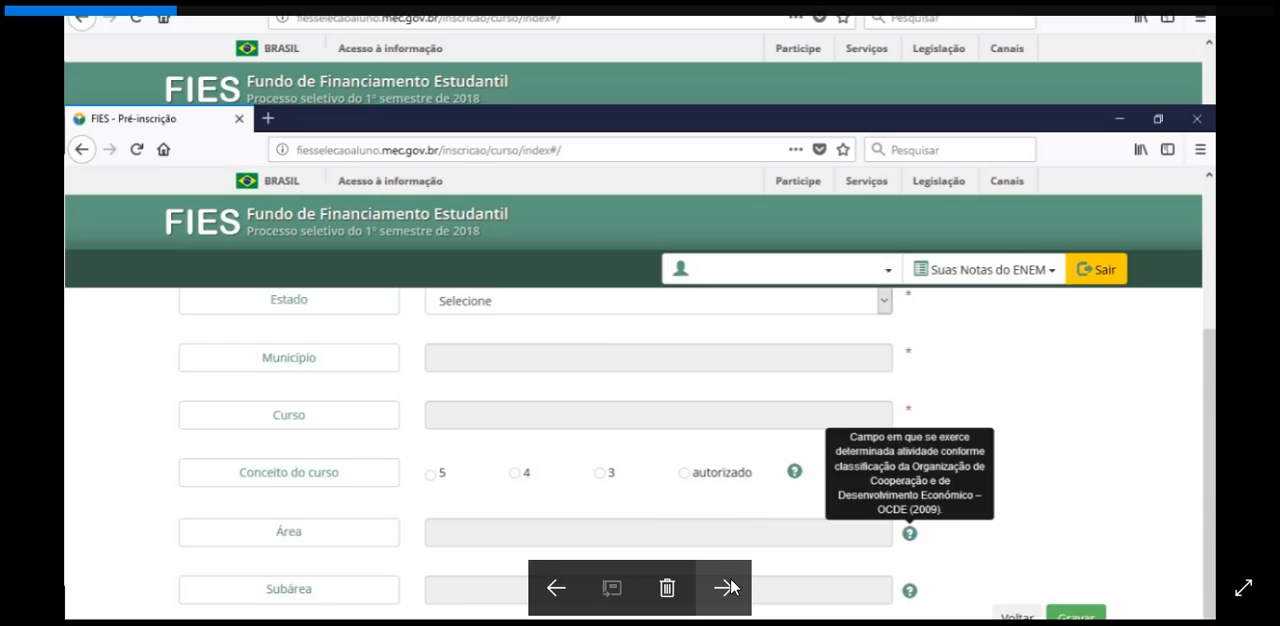 fiesselecaoaluno.mec.gov.br/inscricao/curso/index#/
Pesquisar
BRASIL Acesso à informação Participe Serviços Legislação Canais
FIES Fundo de Financiamento Estudantil
Processo seletivo do 1º semestre de 2018
FIES - Pré-inscrição
fiesselecaoaluno.mec.gov.br/inscricao/curso/index#/
Pesquisar
BRASIL Acesso à informação Participe Serviços Legislação Canais
FIES Fundo de Financiamento Estudantil
Processo seletivo do 1º semestre de 2018
Suas Notas do ENEM Sair
Estado Selecione *
Município *
Curso *
Campo em que se exerce
determinada atividade conforme
classificação da Organização de
Cooperação e de
Desenvolvimento Económico –
OCDE (2009).
Conceito do curso 5 4 3 autorizado ?
Área ?
Subárea ?
Voltar Gravar